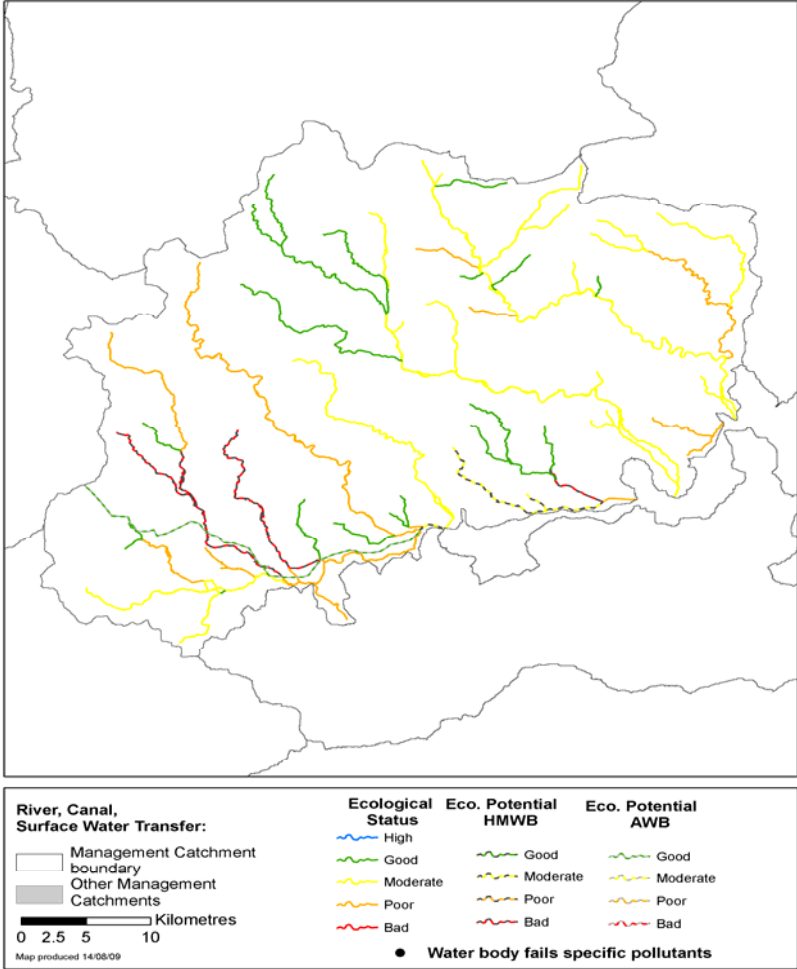 River, Canal,
Surface Water Transfer:
Management Catchment
boundary
Other Management
Catchments
Kilometres
0 2.5 5 10
Map produced 14/08/09
Ecological
Status
High
Good
Moderate
Poor
Bad
Eco. Potential
HMWB
Good
Moderate
Poor
Bad
Eco. Potential
AWB
Good
Moderate
Poor
Bad
Water body fails specific pollutants